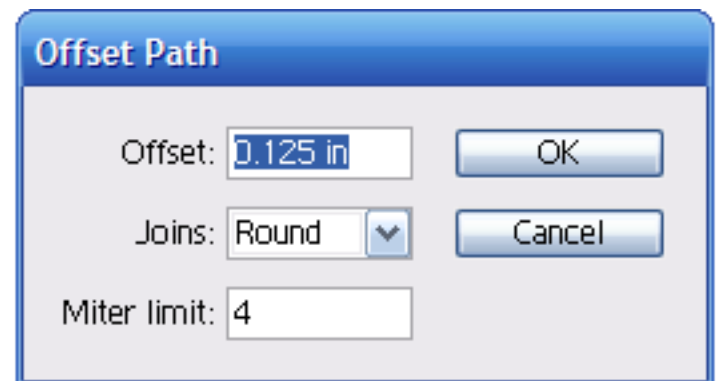 Offset Path
Offset: 0.125 in OK
Joins: Round Cancel
Miter limit: 4